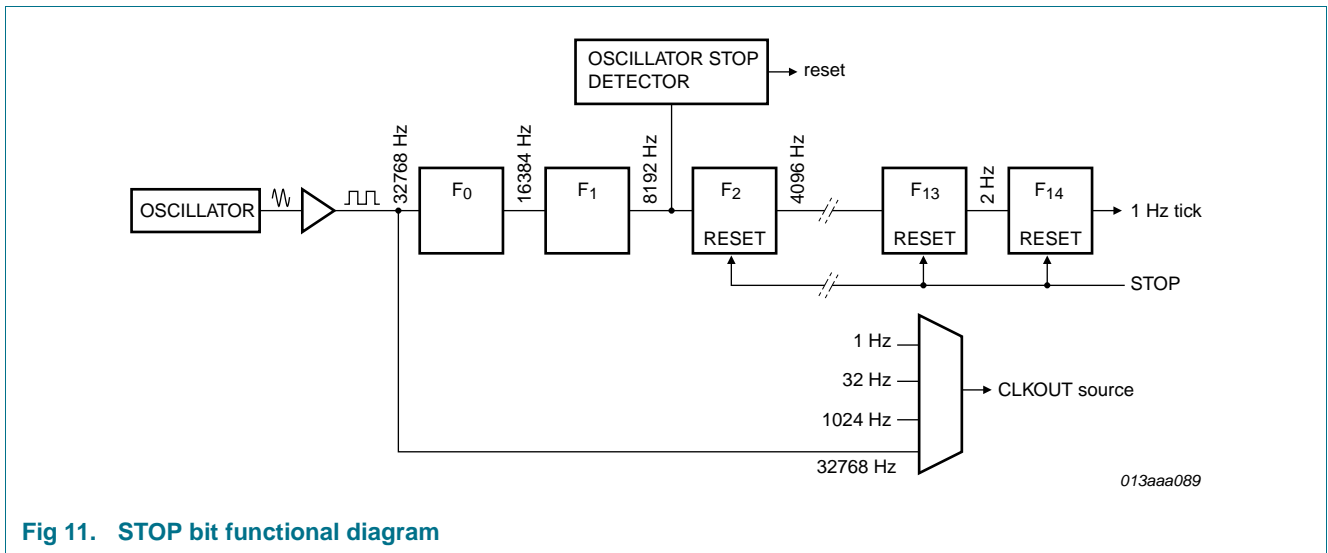 OSCILLATOR STOP
DETECTOR
reset
32768 Hz
16384 Hz
8192 Hz
4096 Hz
2 Hz
OSCILLATOR
F0
F1
F2
RESET
F13
RESET
F14
RESET
1 Hz tick
STOP
1 Hz
32 Hz
1024 Hz
32768 Hz
CLKOUT source
013aaa089
Fig 11. STOP bit functional diagram